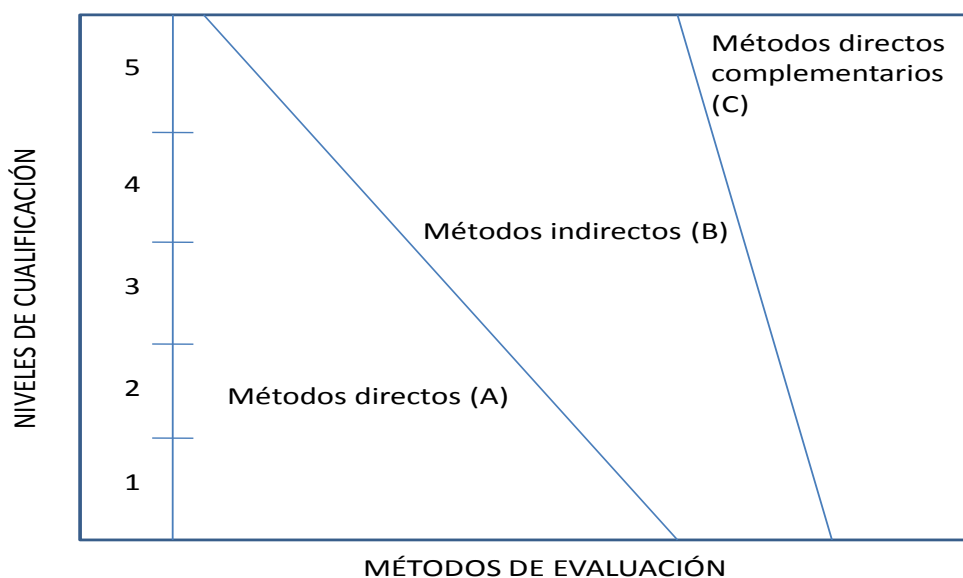 Métodos directos
complementarios
(C)
5
4
Métodos indirectos (B)
3
2
Métodos directos (A)
1
NIVELES DE CUALIFICACIÓN
MÉTODOS DE EVALUACIÓN